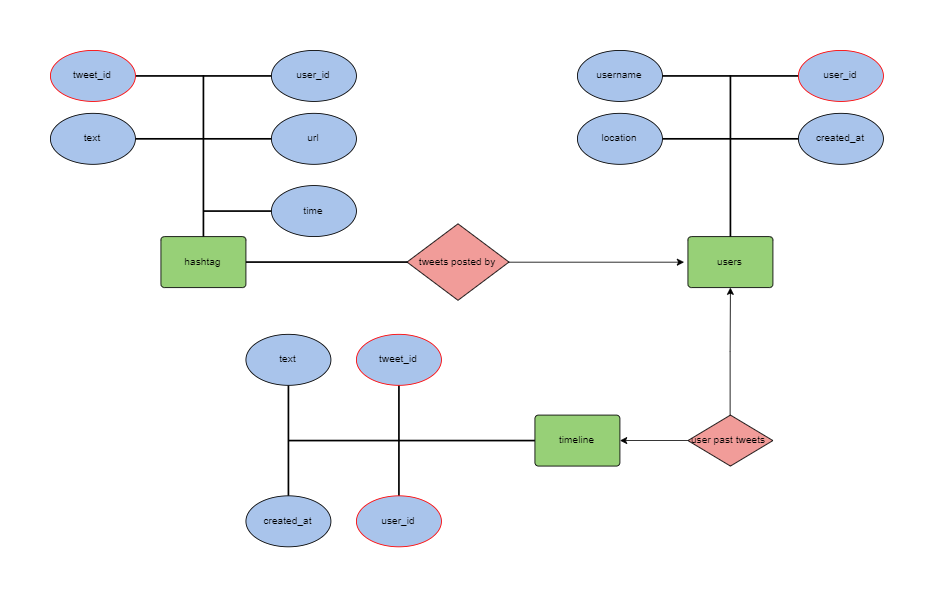 tweet_id
user_id
username
user_id
text
url
location
created_at
time
hashtag
tweets posted by
users
text
tweet_id
timeline
user past tweets
created_at
user_id